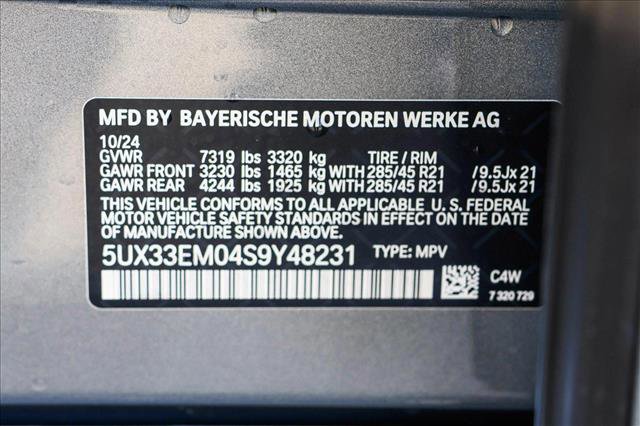 MFD BY BAYERISCHE MOTOREN WERKE AG
10/24
GVWR 7319 lbs 3320 kg TIRE / RIM
GAWR FRONT 3230 lbs 1465 kg WITH 285/45 R21 /9.5Jx 21
GAWR REAR 4244 lbs 1925 kg WITH 285/45 R21 /9.5Jx 21
THIS VEHICLE CONFORMS TO ALL APPLICABLE U. S. FEDERAL
MOTOR VEHICLE SAFETY STANDARDS IN EFFECT ON THE DATE
OF MANUFACTURE SHOWN ABOVE.
5UX33EM04S9Y48231 TYPE: MPV
C4W
7 320 729